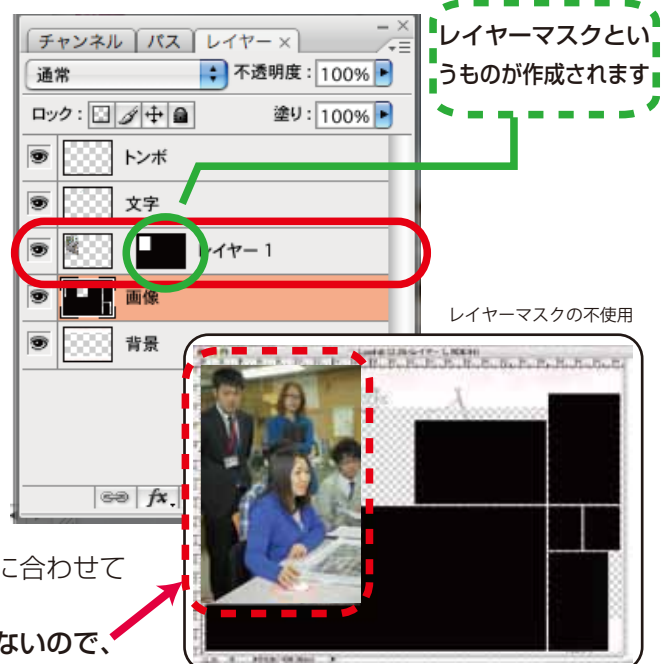 チャンネル パス レイヤー ×
通常 不透明度: 100%
ロック: 塗り: 100%
トンボ
文字
レイヤー 1
画像
背景
fx.
レイヤーマスクとい
うものが作成されます
レイヤーマスクの不使用
に合わせて
ないので、